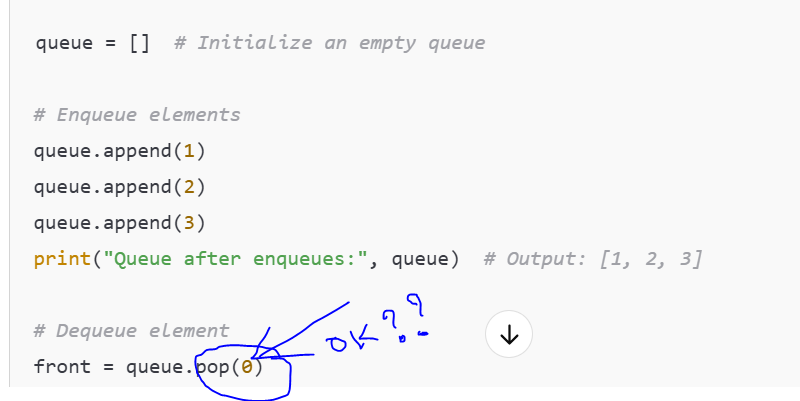 queue = []  # Initialize an empty queue
# Enqueue elements
queue.append(1)
queue.append(2)
queue.append(3)
print("Queue after enqueues:", queue)  # Output: [1, 2, 3]
# Dequeue element
OK??
front = queue.pop(0)